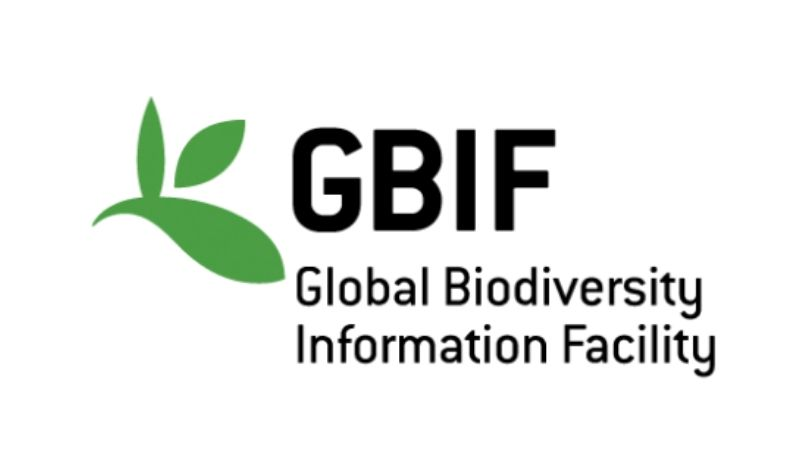 GBIF
Global Biodiversity
Information Facility